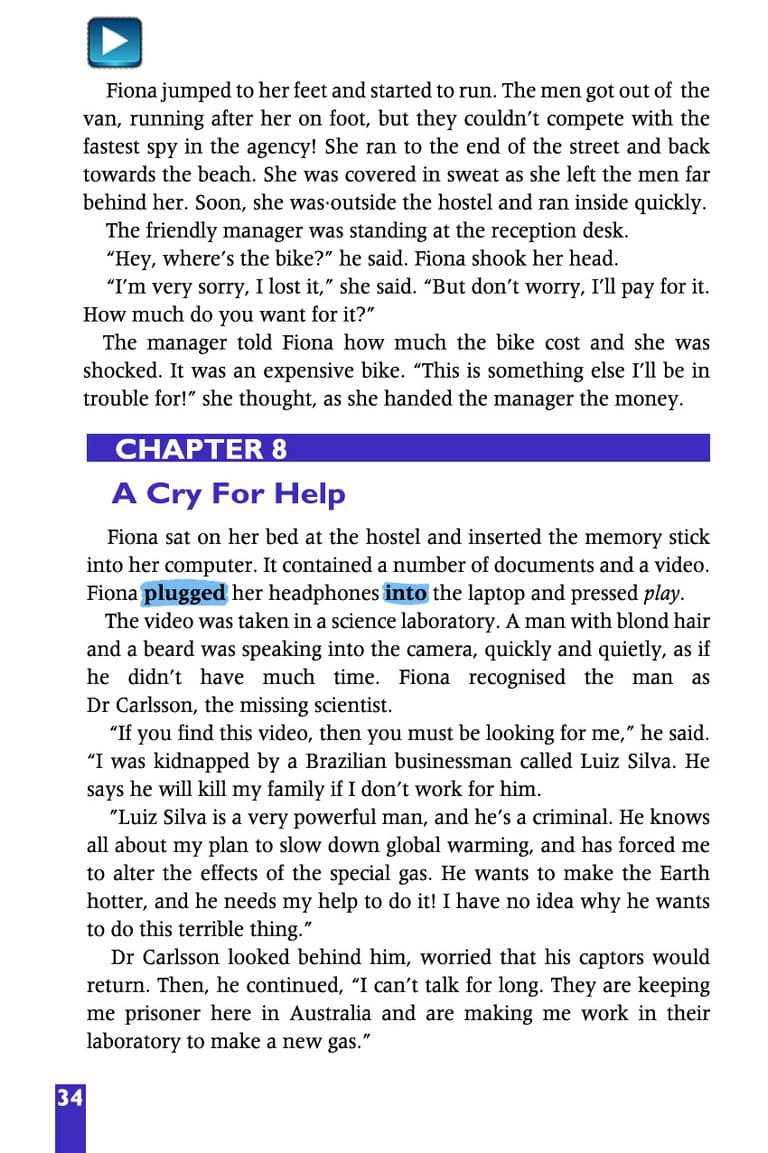 Fiona jumped to her feet and started to run. The men got out of the
van, running after her on foot, but they couldn’t compete with the
fastest spy in the agency! She ran to the end of the street and back
towards the beach. She was covered in sweat as she left the men far
behind her. Soon, she was·outside the hostel and ran inside quickly.
The friendly manager was standing at the reception desk.
“Hey, where’s the bike?” he said. Fiona shook her head.
“I’m very sorry, I lost it,” she said. “But don’t worry, I’ll pay for it.
How much do you want for it?”
The manager told Fiona how much the bike cost and she was
shocked. It was an expensive bike. “This is something else I’ll be in
trouble for!” she thought, as she handed the manager the money.
CHAPTER 8
A Cry For Help
Fiona sat on her bed at the hostel and inserted the memory stick
into her computer. It contained a number of documents and a video.
Fiona plugged her headphones into the laptop and pressed play.
The video was taken in a science laboratory. A man with blond hair
and a beard was speaking into the camera, quickly and quietly, as if
he didn’t have much time. Fiona recognised the man as
Dr Carlsson, the missing scientist.
“If you find this video, then you must be looking for me,” he said.
“I was kidnapped by a Brazilian businessman called Luiz Silva. He
says he will kill my family if I don’t work for him.
”Luiz Silva is a very powerful man, and he’s a criminal. He knows
all about my plan to slow down global warming, and has forced me
to alter the effects of the special gas. He wants to make the Earth
hotter, and he needs my help to do it! I have no idea why he wants
to do this terrible thing.”
Dr Carlsson looked behind him, worried that his captors would
return. Then, he continued, “I can’t talk for long. They are keeping
me prisoner here in Australia and are making me work in their
laboratory to make a new gas.”
34